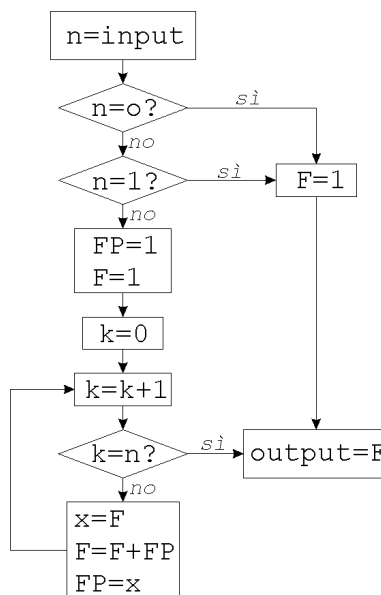 n=input
n=o?
sì
no
n=1?
sì
F=1
no
FP=1
F=1
k=0
k=k+1
k=n?
sì
output=F
no
x=F
F=F+FP
FP=x